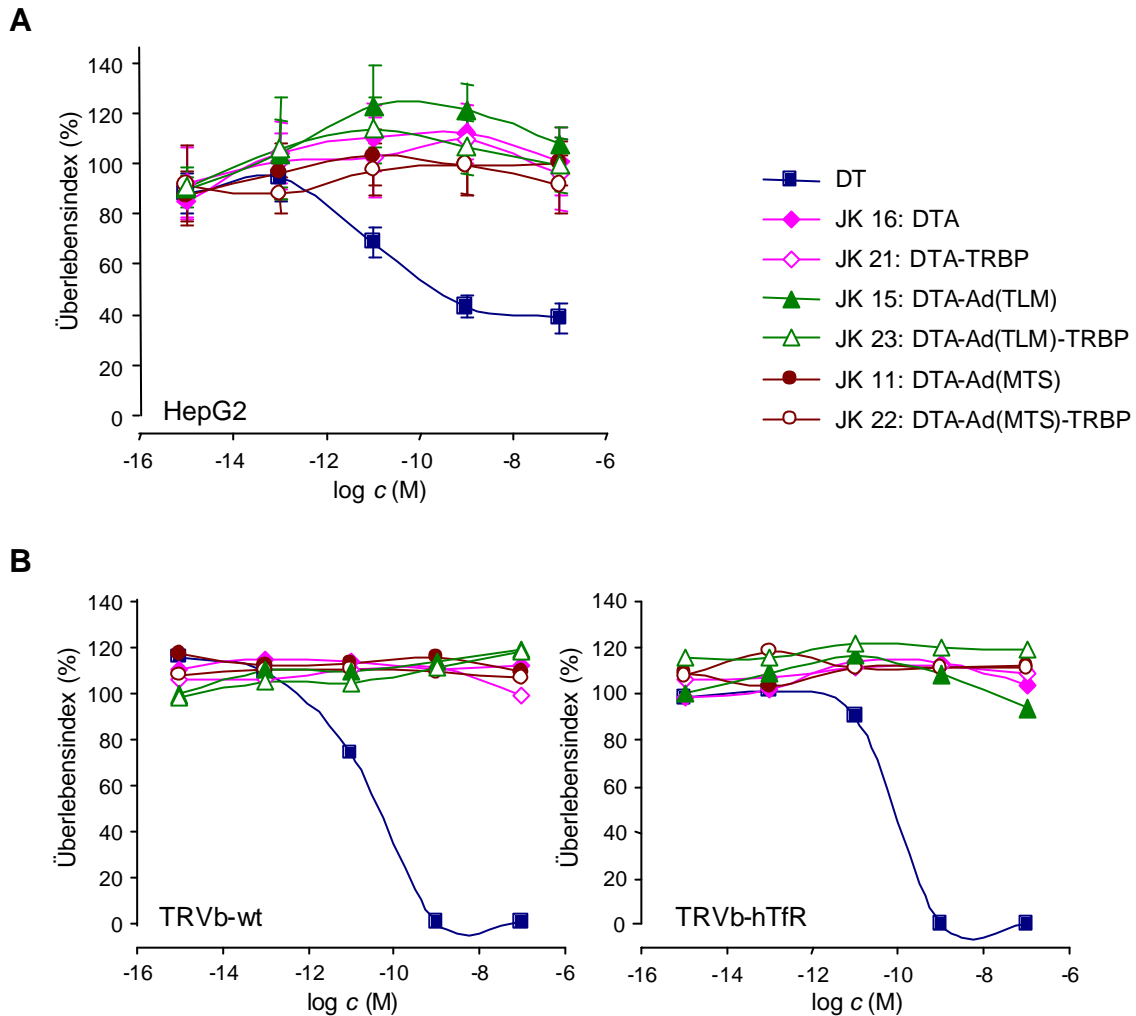 A
140
120
100
80
60
40
20
0
Überlebensindex (%)
HepG2
-16 -14 -12 -10 -8 -6
log c (M)
DT
JK 16: DTA
JK 21: DTA-TRBP
JK 15: DTA-Ad(TLM)
JK 23: DTA-Ad(TLM)-TRBP
JK 11: DTA-Ad(MTS)
JK 22: DTA-Ad(MTS)-TRBP
B
140
120
100
80
60
40
20
0
Überlebensindex (%)
TRVb-wt
-16 -14 -12 -10 -8 -6
log c (M)
140
120
100
80
60
40
20
0
Überlebensindex (%)
TRVb-hTfR
-16 -14 -12 -10 -8 -6
log c (M)